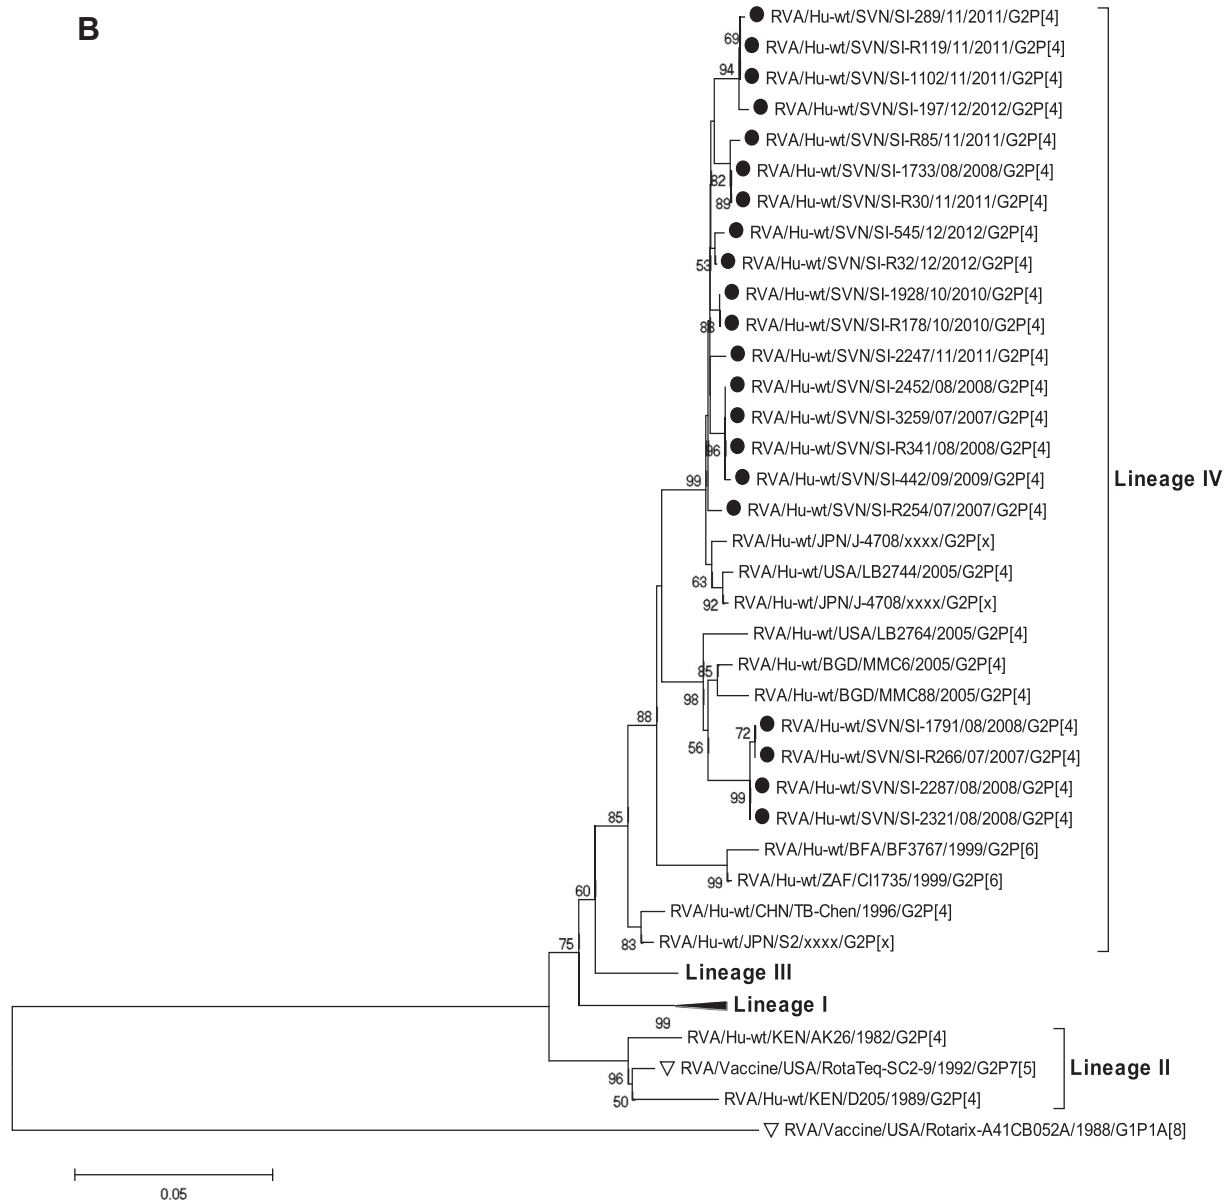 B
RVA/Hu-wt/SVN/SI-289/11/2011/G2P[4]
69
RVA/Hu-wt/SVN/SI-R119/11/2011/G2P[4]
94
RVA/Hu-wt/SVN/SI-1102/11/2011/G2P[4]
RVA/Hu-wt/SVN/SI-197/12/2012/G2P[4]
RVA/Hu-wt/SVN/SI-R85/11/2011/G2P[4]
RVA/Hu-wt/SVN/SI-1733/08/2008/G2P[4]
82
RVA/Hu-wt/SVN/SI-R30/11/2011/G2P[4]
89
RVA/Hu-wt/SVN/SI-545/12/2012/G2P[4]
RVA/Hu-wt/SVN/SI-R32/12/2012/G2P[4]
53
RVA/Hu-wt/SVN/SI-1928/10/2010/G2P[4]
RVA/Hu-wt/SVN/SI-R178/10/2010/G2P[4]
RVA/Hu-wt/SVN/SI-2247/11/2011/G2P[4]
RVA/Hu-wt/SVN/SI-2452/08/2008/G2P[4]
RVA/Hu-wt/SVN/SI-3259/07/2007/G2P[4]
RVA/Hu-wt/SVN/SI-R341/08/2008/G2P[4]
96
RVA/Hu-wt/SVN/SI-442/09/2009/G2P[4]
99
Lineage IV
RVA/Hu-wt/SVN/SI-R254/07/2007/G2P[4]
RVA/Hu-wt/JPN/J-4708/xxxx/G2P[x]
RVA/Hu-wt/USA/LB2744/2005/G2P[4]
63
RVA/Hu-wt/JPN/J-4708/xxxx/G2P[x]
92
RVA/Hu-wt/USA/LB2764/2005/G2P[4]
RVA/Hu-wt/BGD/MMC6/2005/G2P[4]
85
RVA/Hu-wt/BGD/MMC88/2005/G2P[4]
98
88
RVA/Hu-wt/SVN/SI-1791/08/2008/G2P[4]
72
56
RVA/Hu-wt/SVN/SI-R266/07/2007/G2P[4]
RVA/Hu-wt/SVN/SI-2287/08/2008/G2P[4]
99
85
RVA/Hu-wt/SVN/SI-2321/08/2008/G2P[4]
RVA/Hu-wt/BFA/BF3767/1999/G2P[6]
RVA/Hu-wt/ZAF/CI1735/1999/G2P[6]
99
60
RVA/Hu-wt/CHN/TB-Chen/1996/G2P[4]
75
RVA/Hu-wt/JPN/S2/xxxx/G2P[x]
83
Lineage III
Lineage I
99
RVA/Hu-wt/KEN/AK26/1982/G2P[4]
RVA/Vaccine/USA/RotaTeq-SC2-9/1992/G2P7[5]
Lineage II
96
RVA/Hu-wt/KEN/D205/1989/G2P[4]
50
RVA/Vaccine/USA/Rotarix-A41CB052A/1988/G1P1A[8]
0.05